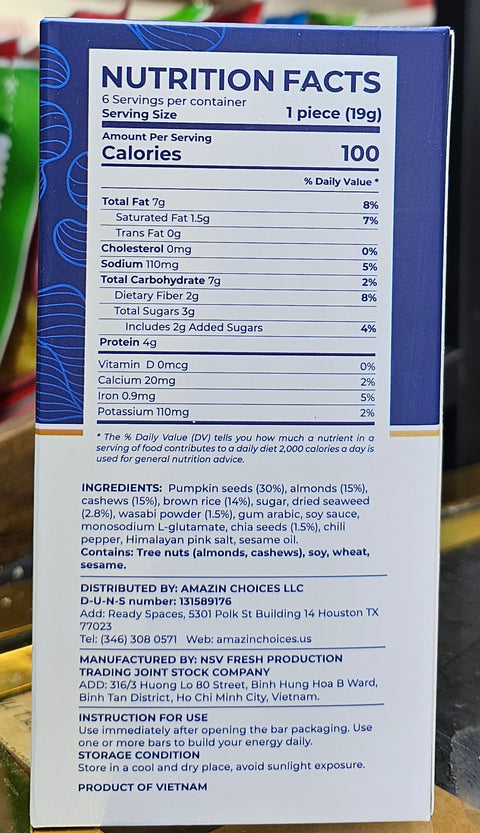 NUTRITION FACTS
6 Servings per container
Serving Size 1 piece (19g)
Amount Per Serving
Calories 100
% Daily Value *
Total Fat 7g 8%
Saturated Fat 1.5g 7%
Trans Fat 0g
Cholesterol 0mg 0%
Sodium 110mg 5%
Total Carbohydrate 7g 2%
Dietary Fiber 2g 8%
Total Sugars 3g
Includes 2g Added Sugars 4%
Protein 4g
Vitamin D 0mcg 0%
Calcium 20mg 2%
Iron 0.9mg 5%
Potassium 110mg 2%
* The % Daily Value (DV) tells you how much a nutrient in a
serving of food contributes to a daily diet 2,000 calories a day is
used for general nutrition advice.
INGREDIENTS: Pumpkin seeds (30%), almonds (15%),
cashews (15%), brown rice (14%), sugar, dried seaweed
(2.8%), wasabi powder (1.5%), gum arabic, soy sauce,
monosodium L-glutamate, chia seeds (1.5%), chili
pepper, Himalayan pink salt, sesame oil.
Contains: Tree nuts (almonds, cashews), soy, wheat,
sesame.
DISTRIBUTED BY: AMAZIN CHOICES LLC
D-U-N-S number: 131589176
Add: Ready Spaces, 5301 Polk St Building 14 Houston TX
77023
Tel: (346) 308 0571 Web: amazinchoices.us
MANUFACTURED BY: NSV FRESH PRODUCTION
TRADING JOINT STOCK COMPANY
ADD: 316/3 Huong Lo 80 Street, Binh Hung Hoa B Ward,
Binh Tan District, Ho Chi Minh City, Vietnam.
INSTRUCTION FOR USE
Use immediately after opening the bar packaging. Use
one or more bars to build your energy daily.
STORAGE CONDITION
Store in a cool and dry place, avoid sunlight exposure.
PRODUCT OF VIETNAM